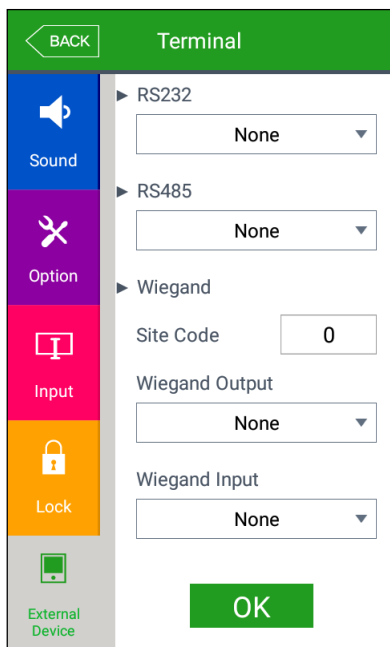 BACK
Terminal
Sound
Option
Input
Lock
External
Device
RS232
None
RS485
None
Wiegand
Site Code 0
Wiegand Output
None
Wiegand Input
None
OK